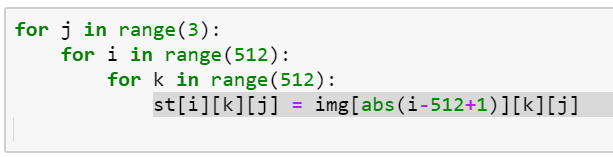 for j in range(3):
    for i in range(512):
        for k in range(512):
            st[i][k][j] = img[abs(i-512+1)][k][j]